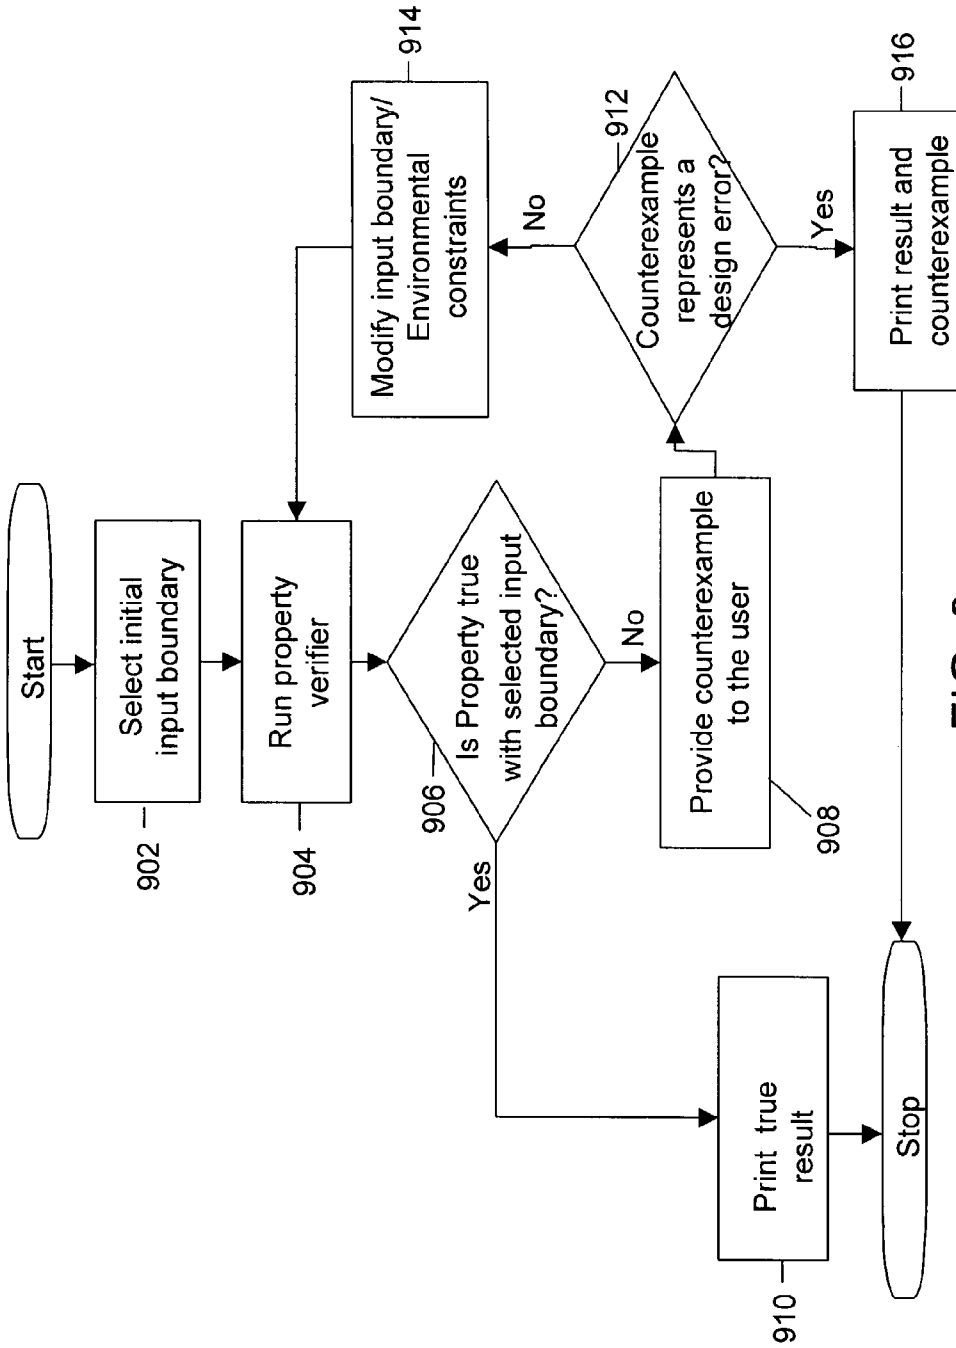 Start
Select initial
input boundary
902
Run property
verifier
904
Is Property true
with selected input
boundary?
906
Yes
No
Provide counterexample
to the user
908
Counterexample
represents a
design error?
912
No
Yes
Modify input boundary/
Environmental
constraints
914
Print result and
counterexample
916
Print true
result
910
Stop